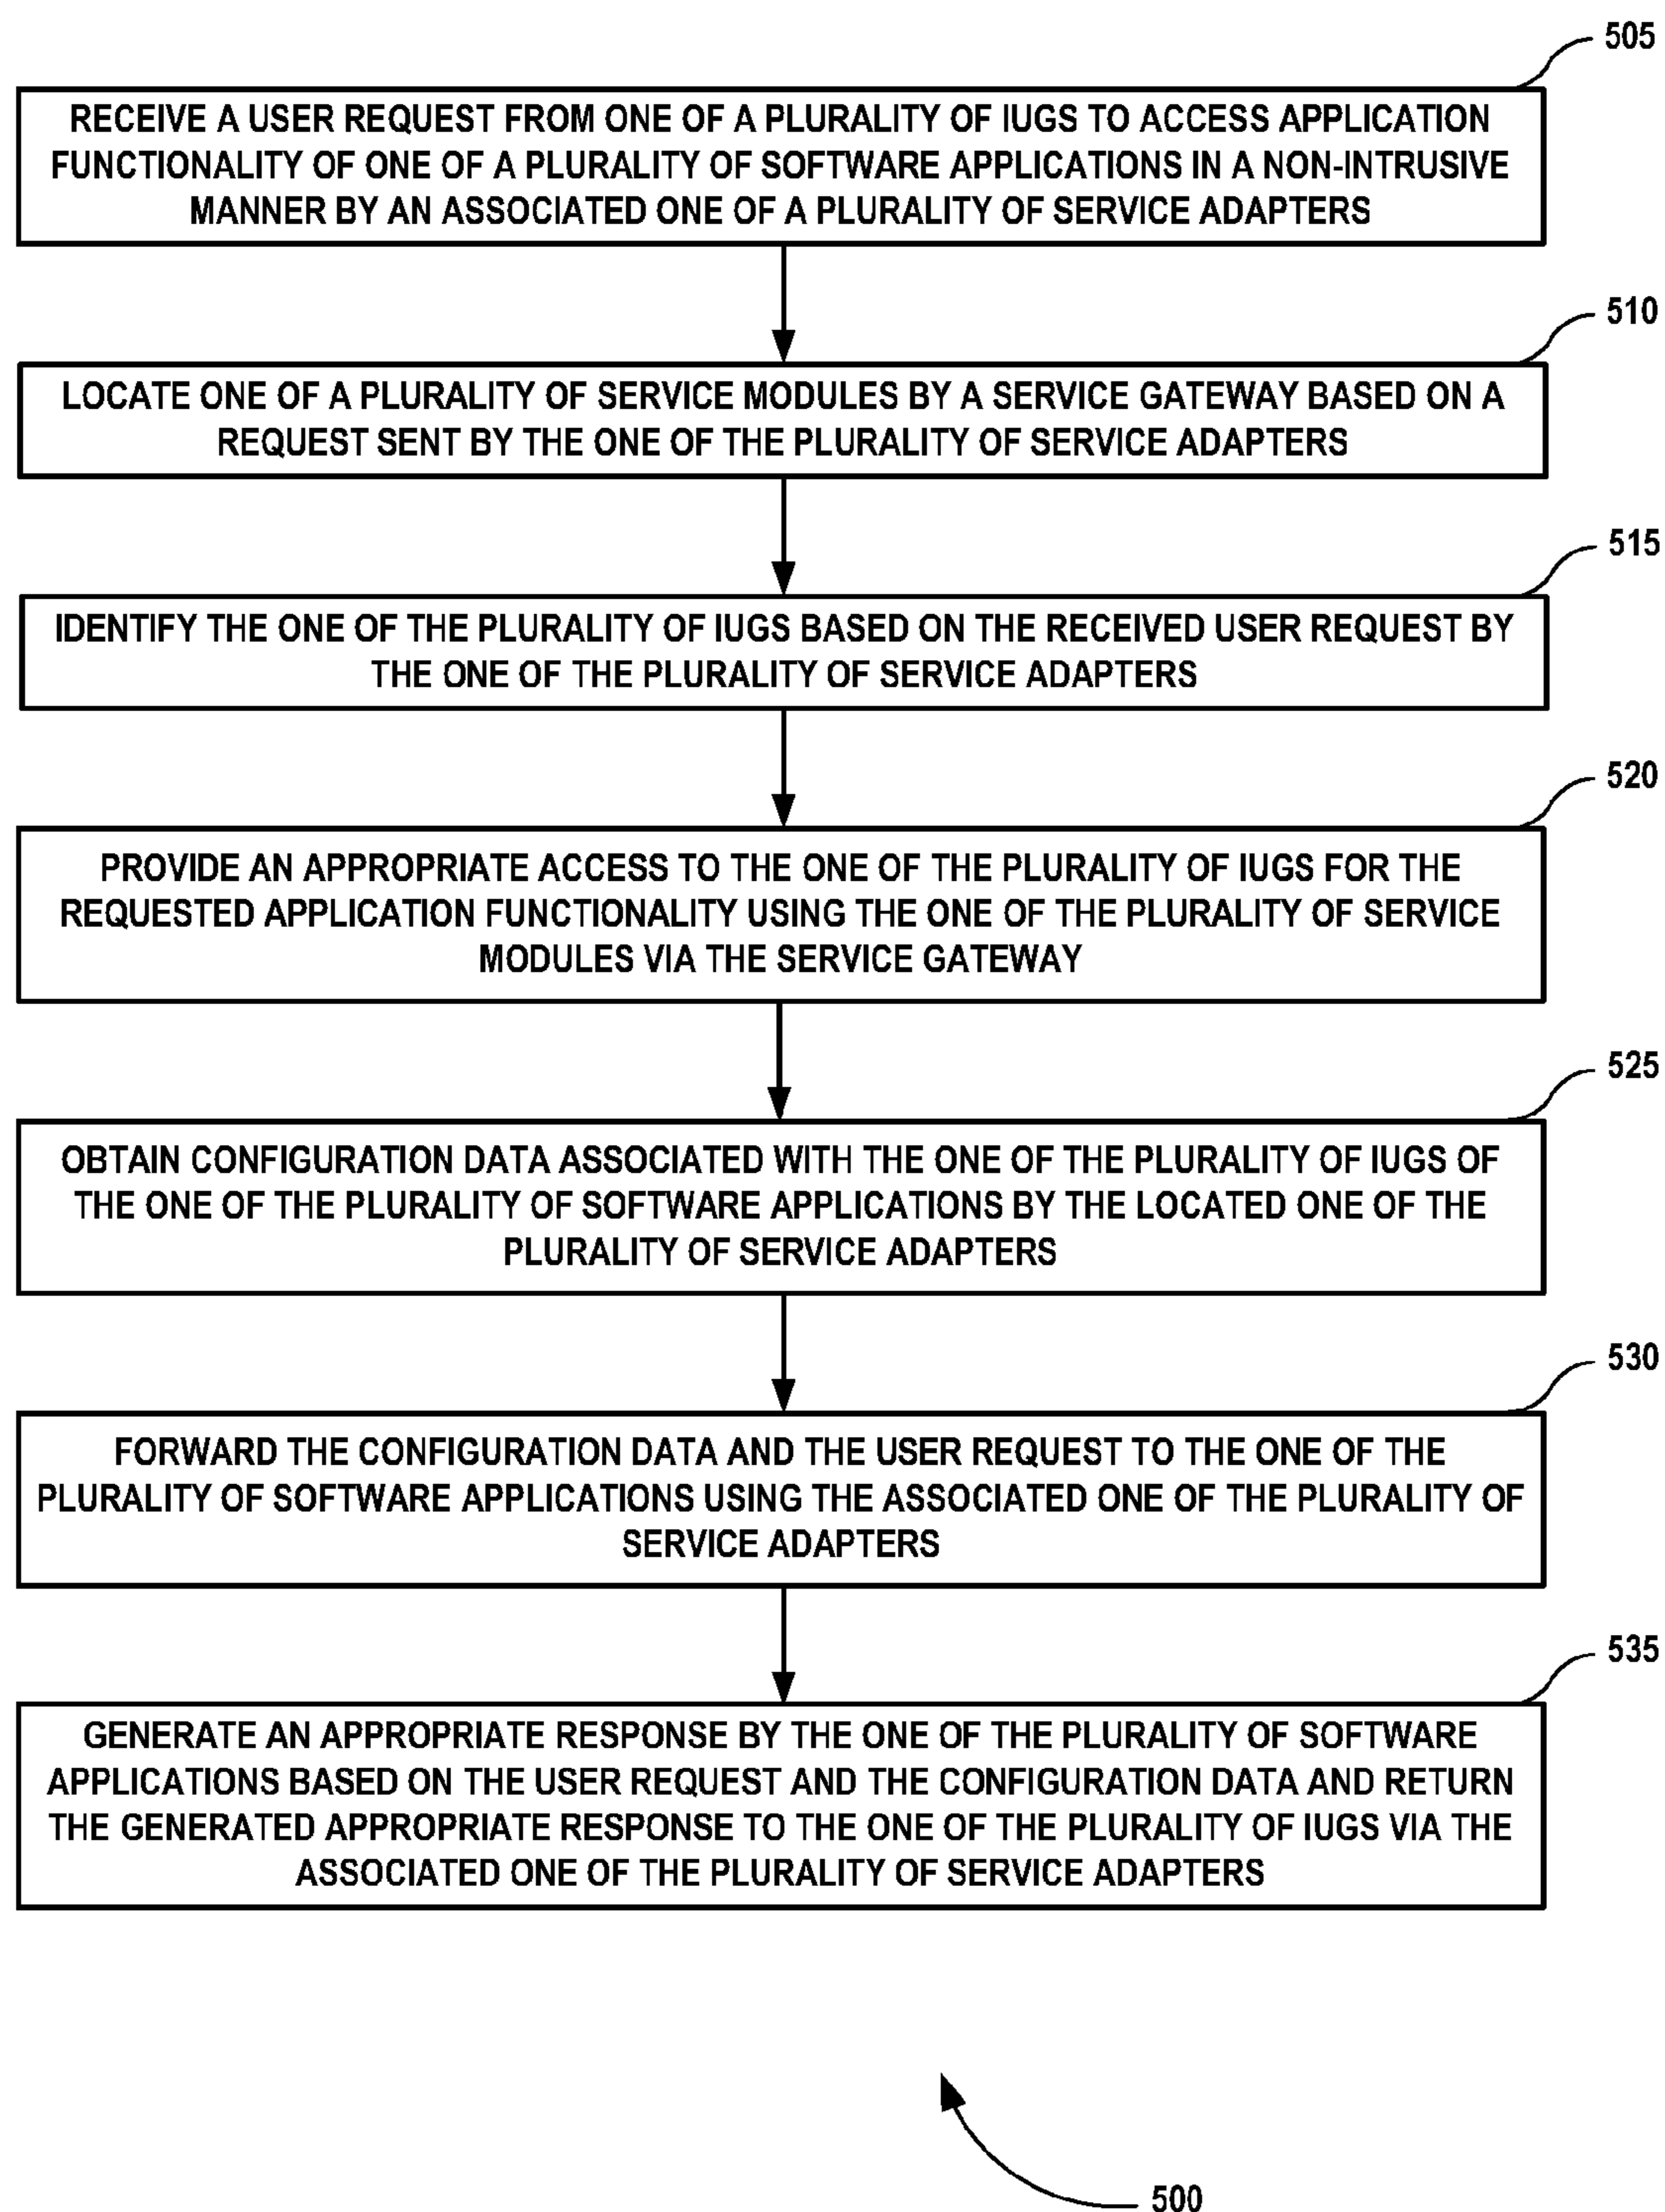 505
RECEIVE A USER REQUEST FROM ONE OF A PLURALITY OF IUGS TO ACCESS APPLICATION
FUNCTIONALITY OF ONE OF A PLURALITY OF SOFTWARE APPLICATIONS IN A NON-INTRUSIVE
MANNER BY AN ASSOCIATED ONE OF A PLURALITY OF SERVICE ADAPTERS
510
LOCATE ONE OF A PLURALITY OF SERVICE MODULES BY A SERVICE GATEWAY BASED ON A
REQUEST SENT BY THE ONE OF THE PLURALITY OF SERVICE ADAPTERS
515
IDENTIFY THE ONE OF THE PLURALITY OF IUGS BASED ON THE RECEIVED USER REQUEST BY
THE ONE OF THE PLURALITY OF SERVICE ADAPTERS
520
PROVIDE AN APPROPRIATE ACCESS TO THE ONE OF THE PLURALITY OF IUGS FOR THE
REQUESTED APPLICATION FUNCTIONALITY USING THE ONE OF THE PLURALITY OF SERVICE
MODULES VIA THE SERVICE GATEWAY
525
OBTAIN CONFIGURATION DATA ASSOCIATED WITH THE ONE OF THE PLURALITY OF IUGS OF
THE ONE OF THE PLURALITY OF SOFTWARE APPLICATIONS BY THE LOCATED ONE OF THE
PLURALITY OF SERVICE ADAPTERS
530
FORWARD THE CONFIGURATION DATA AND THE USER REQUEST TO THE ONE OF THE
PLURALITY OF SOFTWARE APPLICATIONS USING THE ASSOCIATED ONE OF THE PLURALITY OF
SERVICE ADAPTERS
535
GENERATE AN APPROPRIATE RESPONSE BY THE ONE OF THE PLURALITY OF SOFTWARE
APPLICATIONS BASED ON THE USER REQUEST AND THE CONFIGURATION DATA AND RETURN
THE GENERATED APPROPRIATE RESPONSE TO THE ONE OF THE PLURALITY OF IUGS VIA THE
ASSOCIATED ONE OF THE PLURALITY OF SERVICE ADAPTERS
500